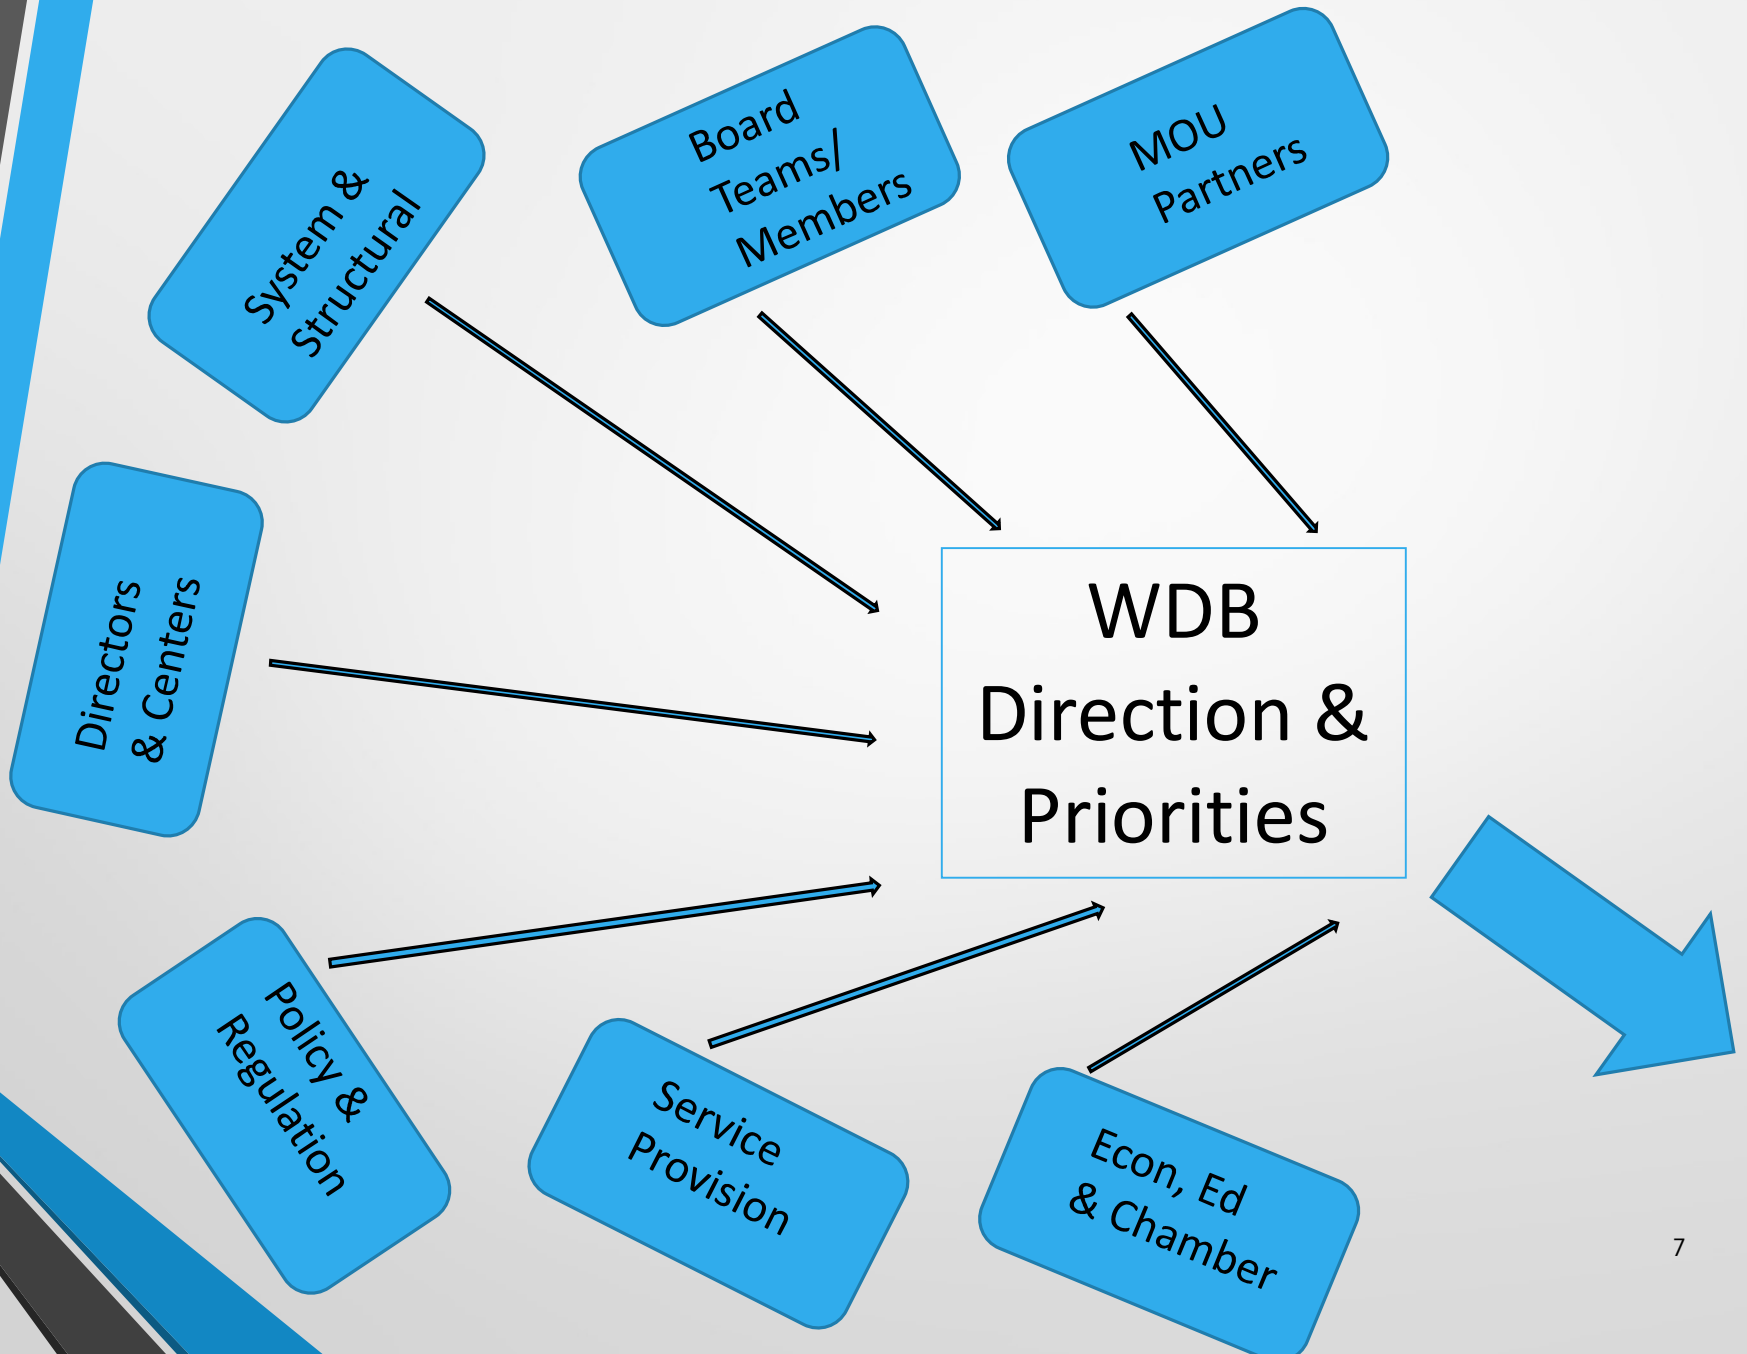 System &
Structural
Board
Teams/
Members
MOU
Partners
Directors
& Centers
WDB
Direction &
Priorities
Policy &
Regulation
Service
Provision
Econ, Ed
& Chamber
7